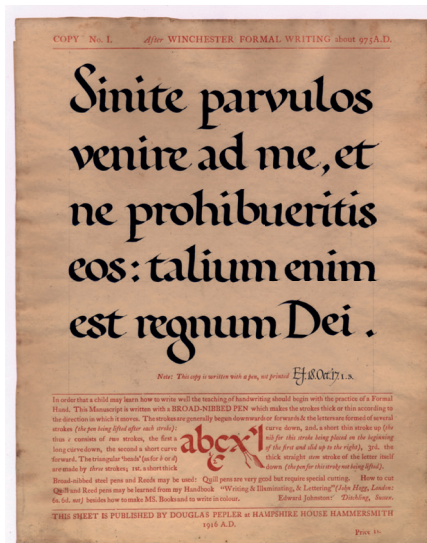 COPY No. I. After WINCHESTER FORMAL WRITING about 975 A.D.
Sinite parvulos
venire ad me, et
ne prohibueritis
eos: talium enim
est regnum Dei.
Note! This copy is written with a pen, not printed EJ. 18. Oct. 17.
In order that a child may learn how to write well the teaching of handwriting should begin with the practice of a Formal
Hand. This Manuscript is written with a BROAD-NIBBED PEN which makes the strokes thick or thin according to
the direction in which it moves. The strokes are generally begun downward or forwards & the letters are formed of several
strokes (the pen being lifted after each stroke):
thus c consists of two strokes, the first a
long curve down, the second a short curve
forward. The triangular 'heads' (as for b or d)
are made by three strokes; 1st. a short thick
abcx'l
c
curve down, and 2nd. a short thin stroke up (the
nib for this stroke being placed on the beginning
of the first and slid up to the right), 3rd. the
thick straight stem stroke of the letter itself
down (the pen for this stroke not being lifted).
Broad-nibbed steel pens and Reeds may be used: Quill pens are very good but require special cutting. How to cut
Quill and Reed pens may be learned from my Handbook "Writing & Illuminating, & Lettering" (John Hogg, London:
6s. 6d. net) besides how to make MS. Books and to write in colour. Edward Johnston: Ditchling, Sussex.
THIS SHEET IS PUBLISHED BY DOUGLAS PEPLER at HAMPSHIRE HOUSE HAMMERSMITH
1916 A.D.
Price